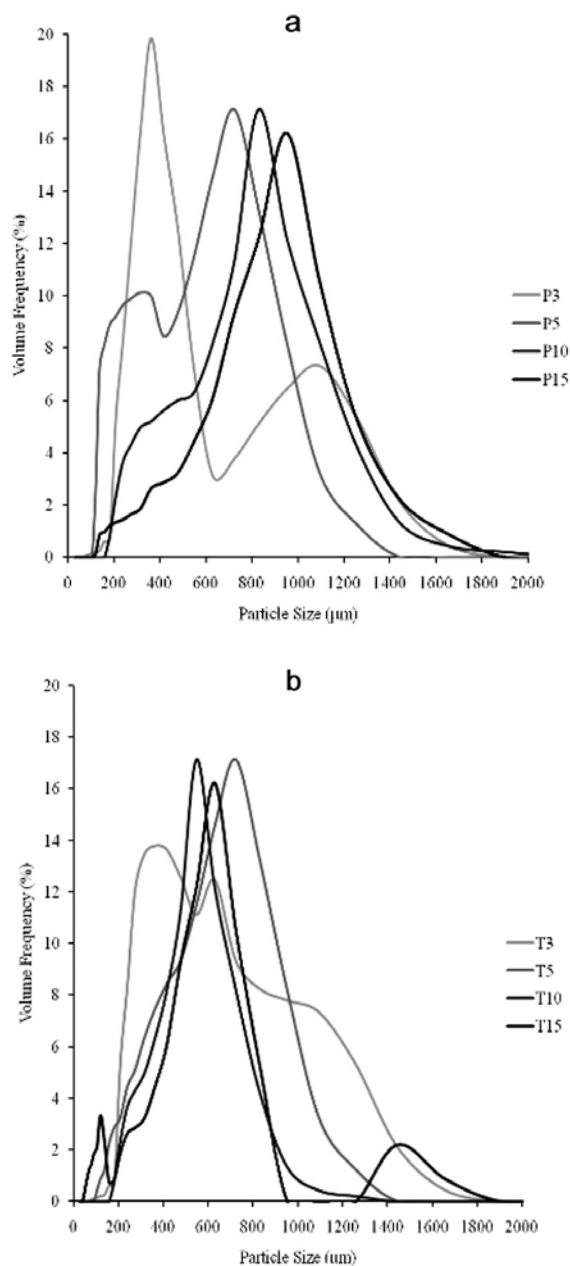 a
20
18
16
14
12
10
8
6
4
2
0
Volume Frequency (%)
0 200 400 600 800 1000 1200 1400 1600 1800 2000
Particle Size (µm)
P3
P5
P10
P15
b
20
18
16
14
12
10
8
6
4
2
0
Volume Frequency (%)
0 200 400 600 800 1000 1200 1400 1600 1800 2000
Particle Size (um)
T3
T5
T10
T15